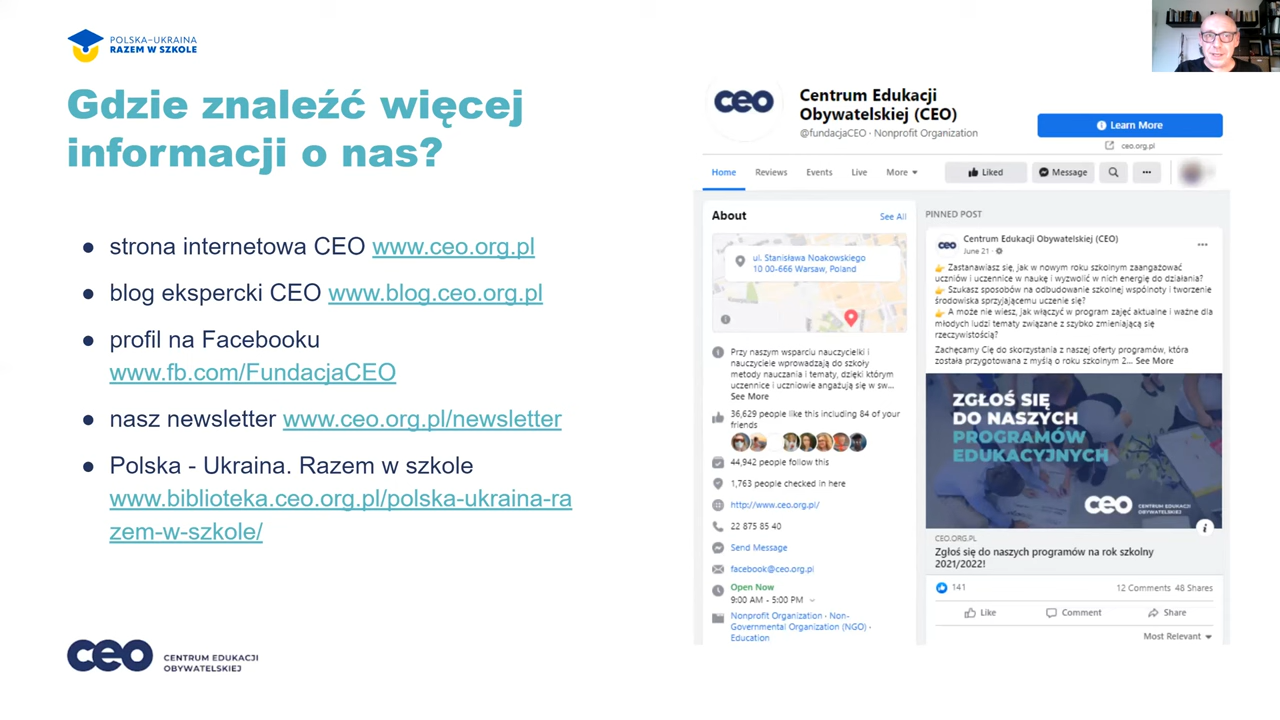 POLSKA–UKRAINA
RAZEM W SZKOLE
Gdzie znaleźć więcej
informacji o nas?
● strona internetowa CEO www.ceo.org.pl
● blog ekspercki CEO www.blog.ceo.org.pl
● profil na Facebooku
www.fb.com/FundacjaCEO
● nasz newsletter www.ceo.org.pl/newsletter
● Polska - Ukraina. Razem w szkole
www.biblioteka.ceo.org.pl/polska-ukraina-ra
zem-w-szkole/
ceo CENTRUM EDUKACJI
OBYWATELSKIEJ
ceo
Centrum Edukacji
Obywatelskiej (CEO)
@fundacjaCEO · Nonprofit Organization
Learn More
ceo.org.pl
Home Reviews Events Live More
Liked Message
About See All
ul. Stanisława Noakowskiego
10 00-666 Warsaw, Poland
Przy naszym wsparciu nauczycielki i
nauczyciele wprowadzają do szkoły
metody nauczania i tematy, dzięki którym
uczennice i uczniowie angażują się w sw...
See More
36,629 people like this including 84 of your
friends
44,942 people follow this
1,763 people checked in here
http://www.ceo.org.pl/
22 875 85 40
Send Message
facebook@ceo.org.pl
Open Now
9:00 AM - 5:00 PM
Nonprofit Organization · Non-
Governmental Organization (NGO) ·
Education
PINNED POST
ceo Centrum Edukacji Obywatelskiej (CEO)
June 21 ·
👉 Zastanawiasz się, jak w nowym roku szkolnym zaangażować
uczniów i uczennice w naukę i wyzwolić w nich energię do działania?
👉 Szukasz sposobów na odbudowanie szkolnej wspólnoty i tworzenie
środowiska sprzyjającemu uczenie się?
👉 A może nie wiesz, jak włączyć w program zajęć aktualne i ważne dla
młodych ludzi tematy związane z szybko zmieniającą się
rzeczywistością?
Zachęcamy Cię do skorzystania z naszej oferty programów, która
została przygotowana z myślą o roku szkolnym 2... See More
ZGŁOŚ SIĘ
DO NASZYCH
PROGRAMÓW
EDUKACYJNYCH
ceo CENTRUM EDUKACJI
OBYWATELSKIEJ
CEO.ORG.PL
Zgłoś się do naszych programów na rok szkolny
2021/2022!
141 12 Comments 48 Shares
Like Comment Share
Most Relevant